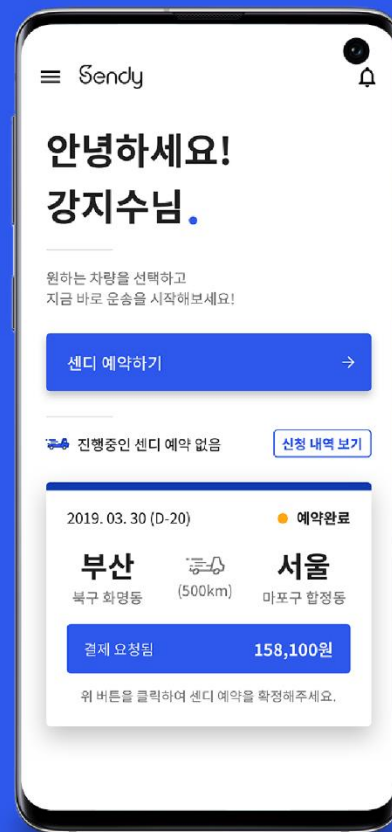 Sendy
안녕하세요!
강지수님.
원하는 차량을 선택하고
지금 바로 운송을 시작해보세요!
센디 예약하기 →
진행중인 센디 예약 없음 신청 내역 보기
2019. 03. 30 (D-20) 예약완료
부산 서울
북구 화명동 (500km) 마포구 합정동
결제 요청됨 158,100원
위 버튼을 클릭하여 센디 예약을 확정해주세요.